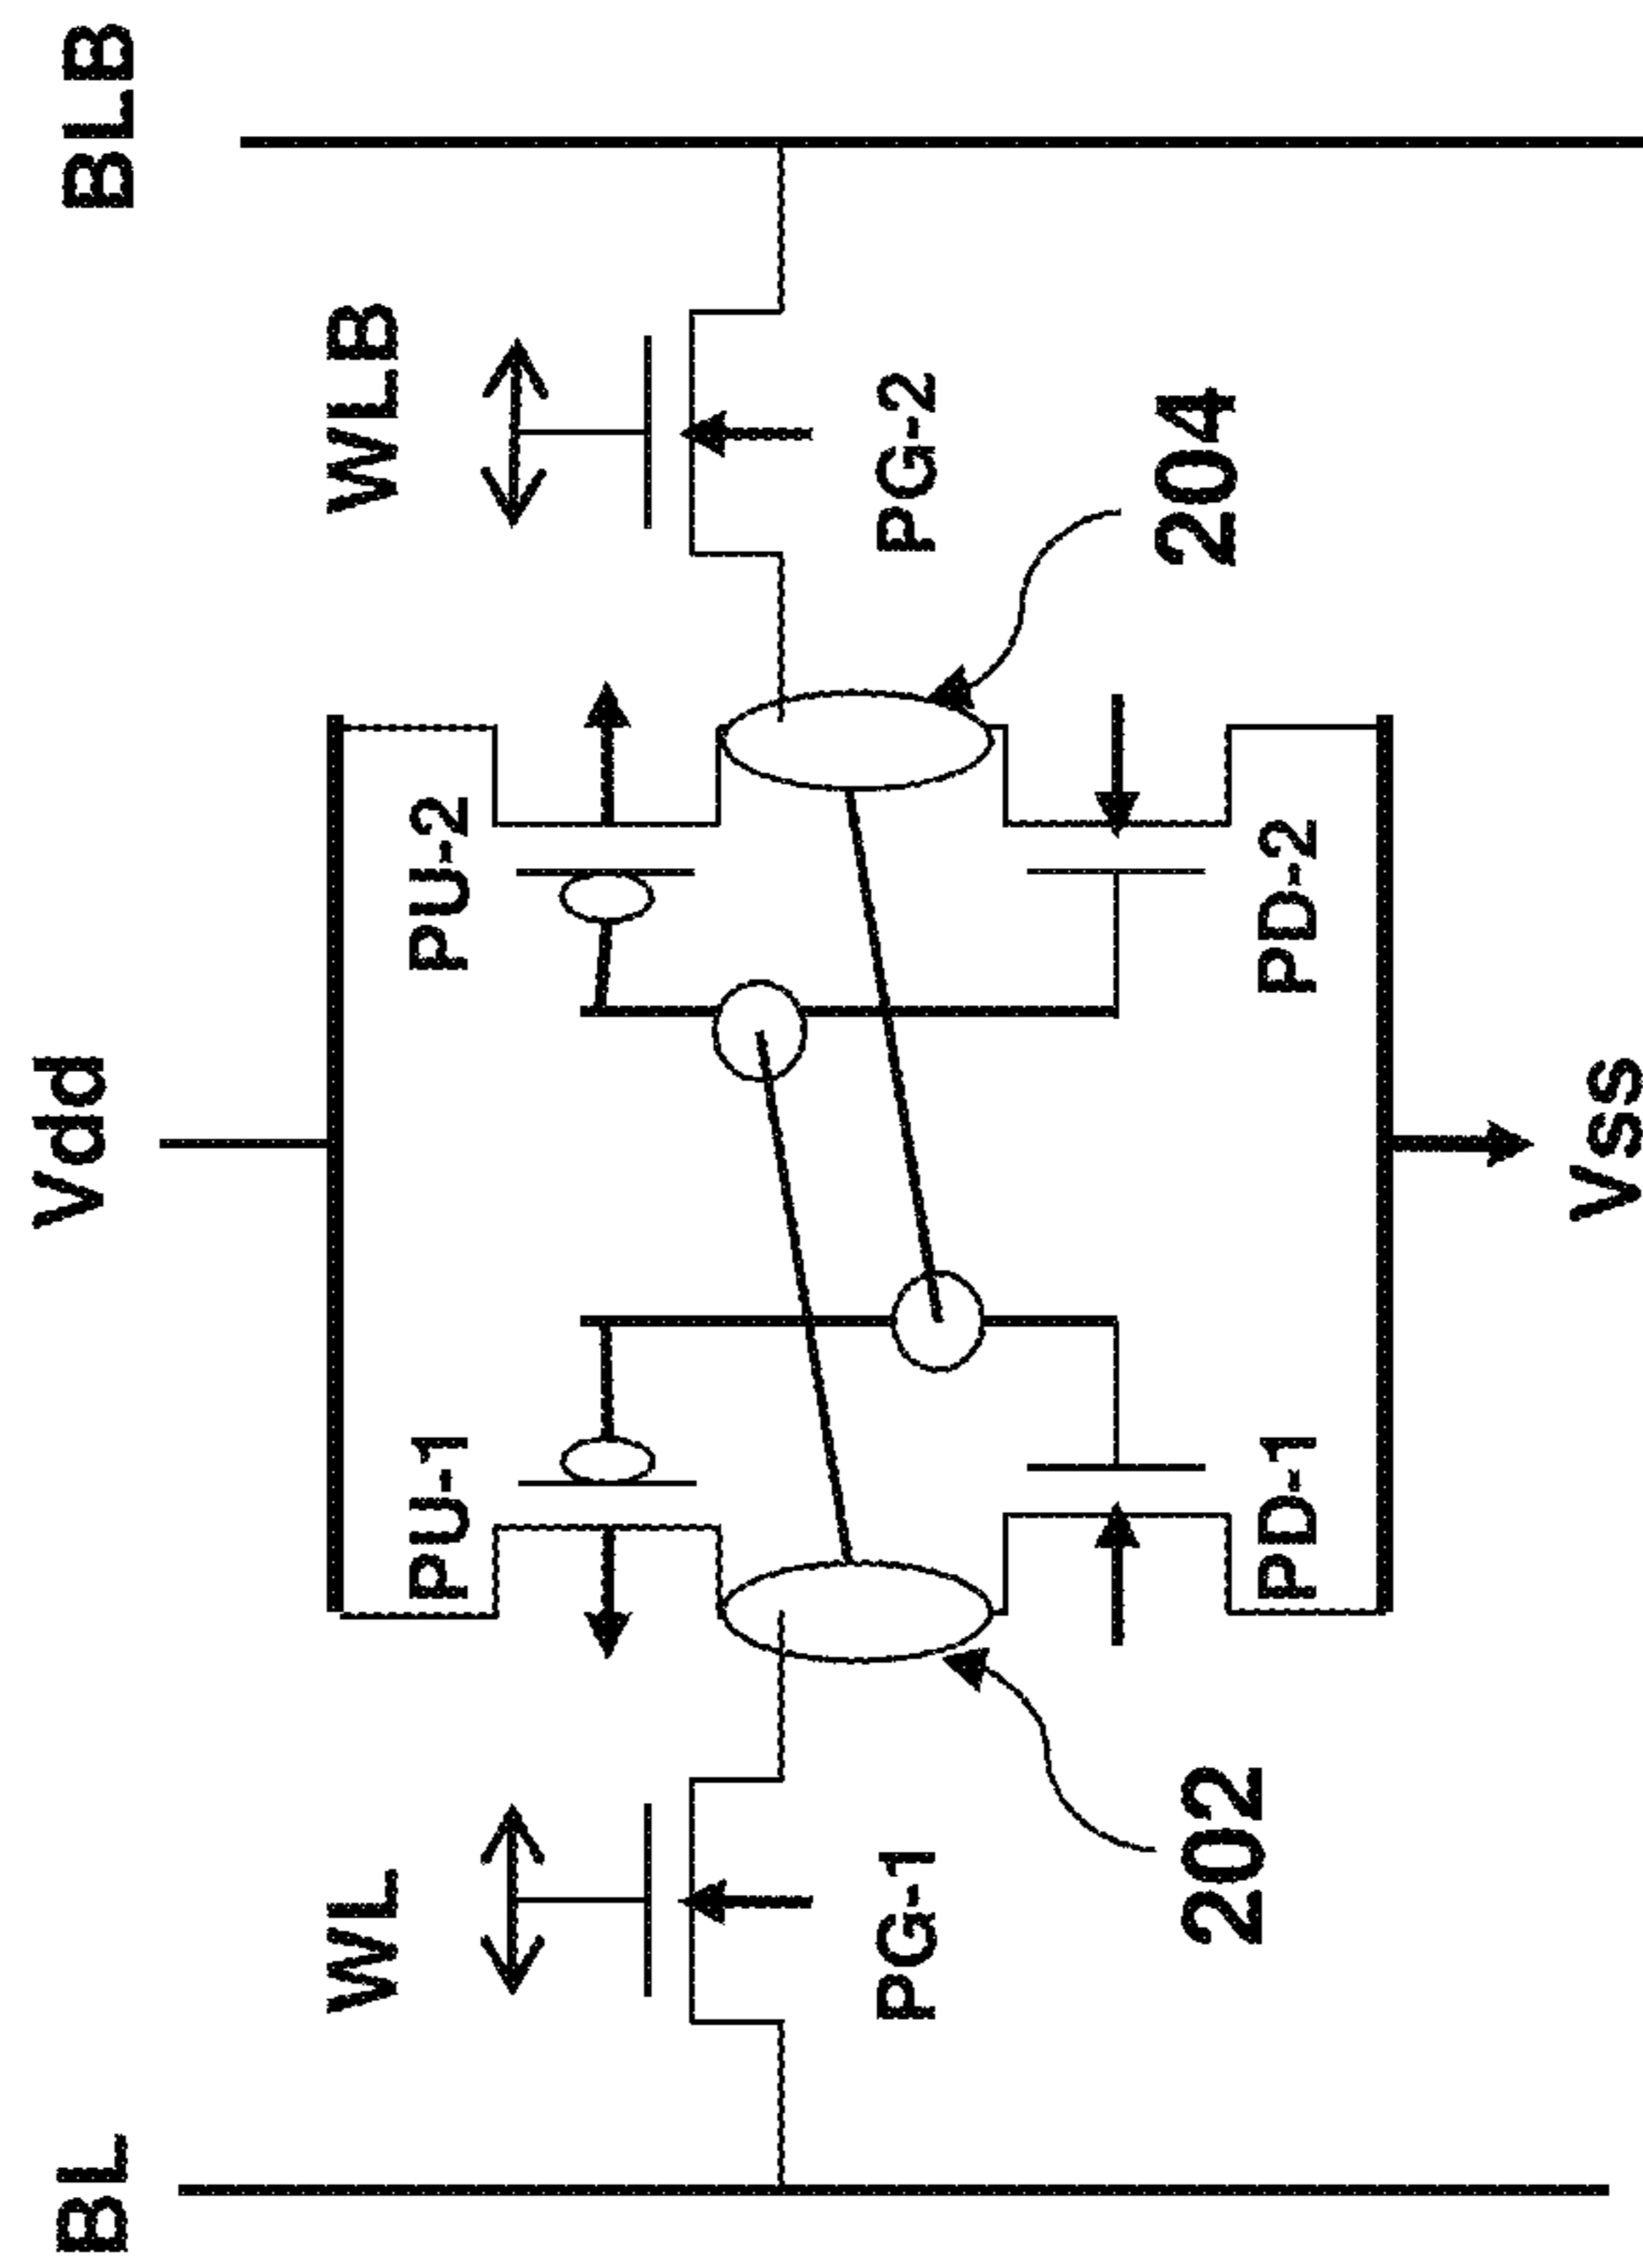 Vdd
BL
BLB
WL
WLB
PU-1
PU-2
PG-1
PG-2
202
204
PD-1
PD-2
Vss